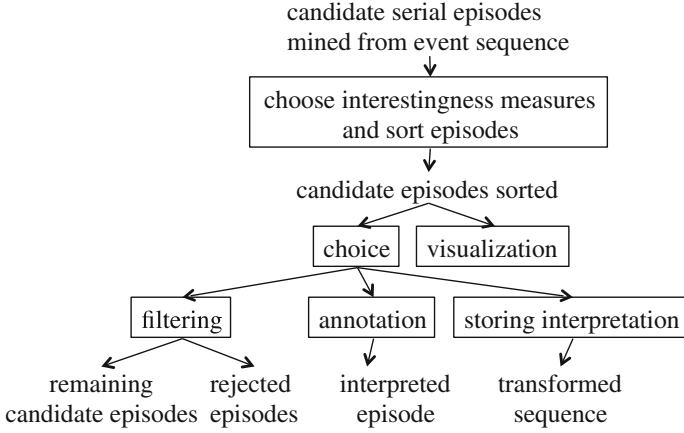 candidate serial episodes
mined from event sequence
choose interestingness measures
and sort episodes
candidate episodes sorted
choice
visualization
filtering
annotation
storing interpretation
remaining
candidate episodes
rejected
episodes
interpreted
episode
transformed
sequence